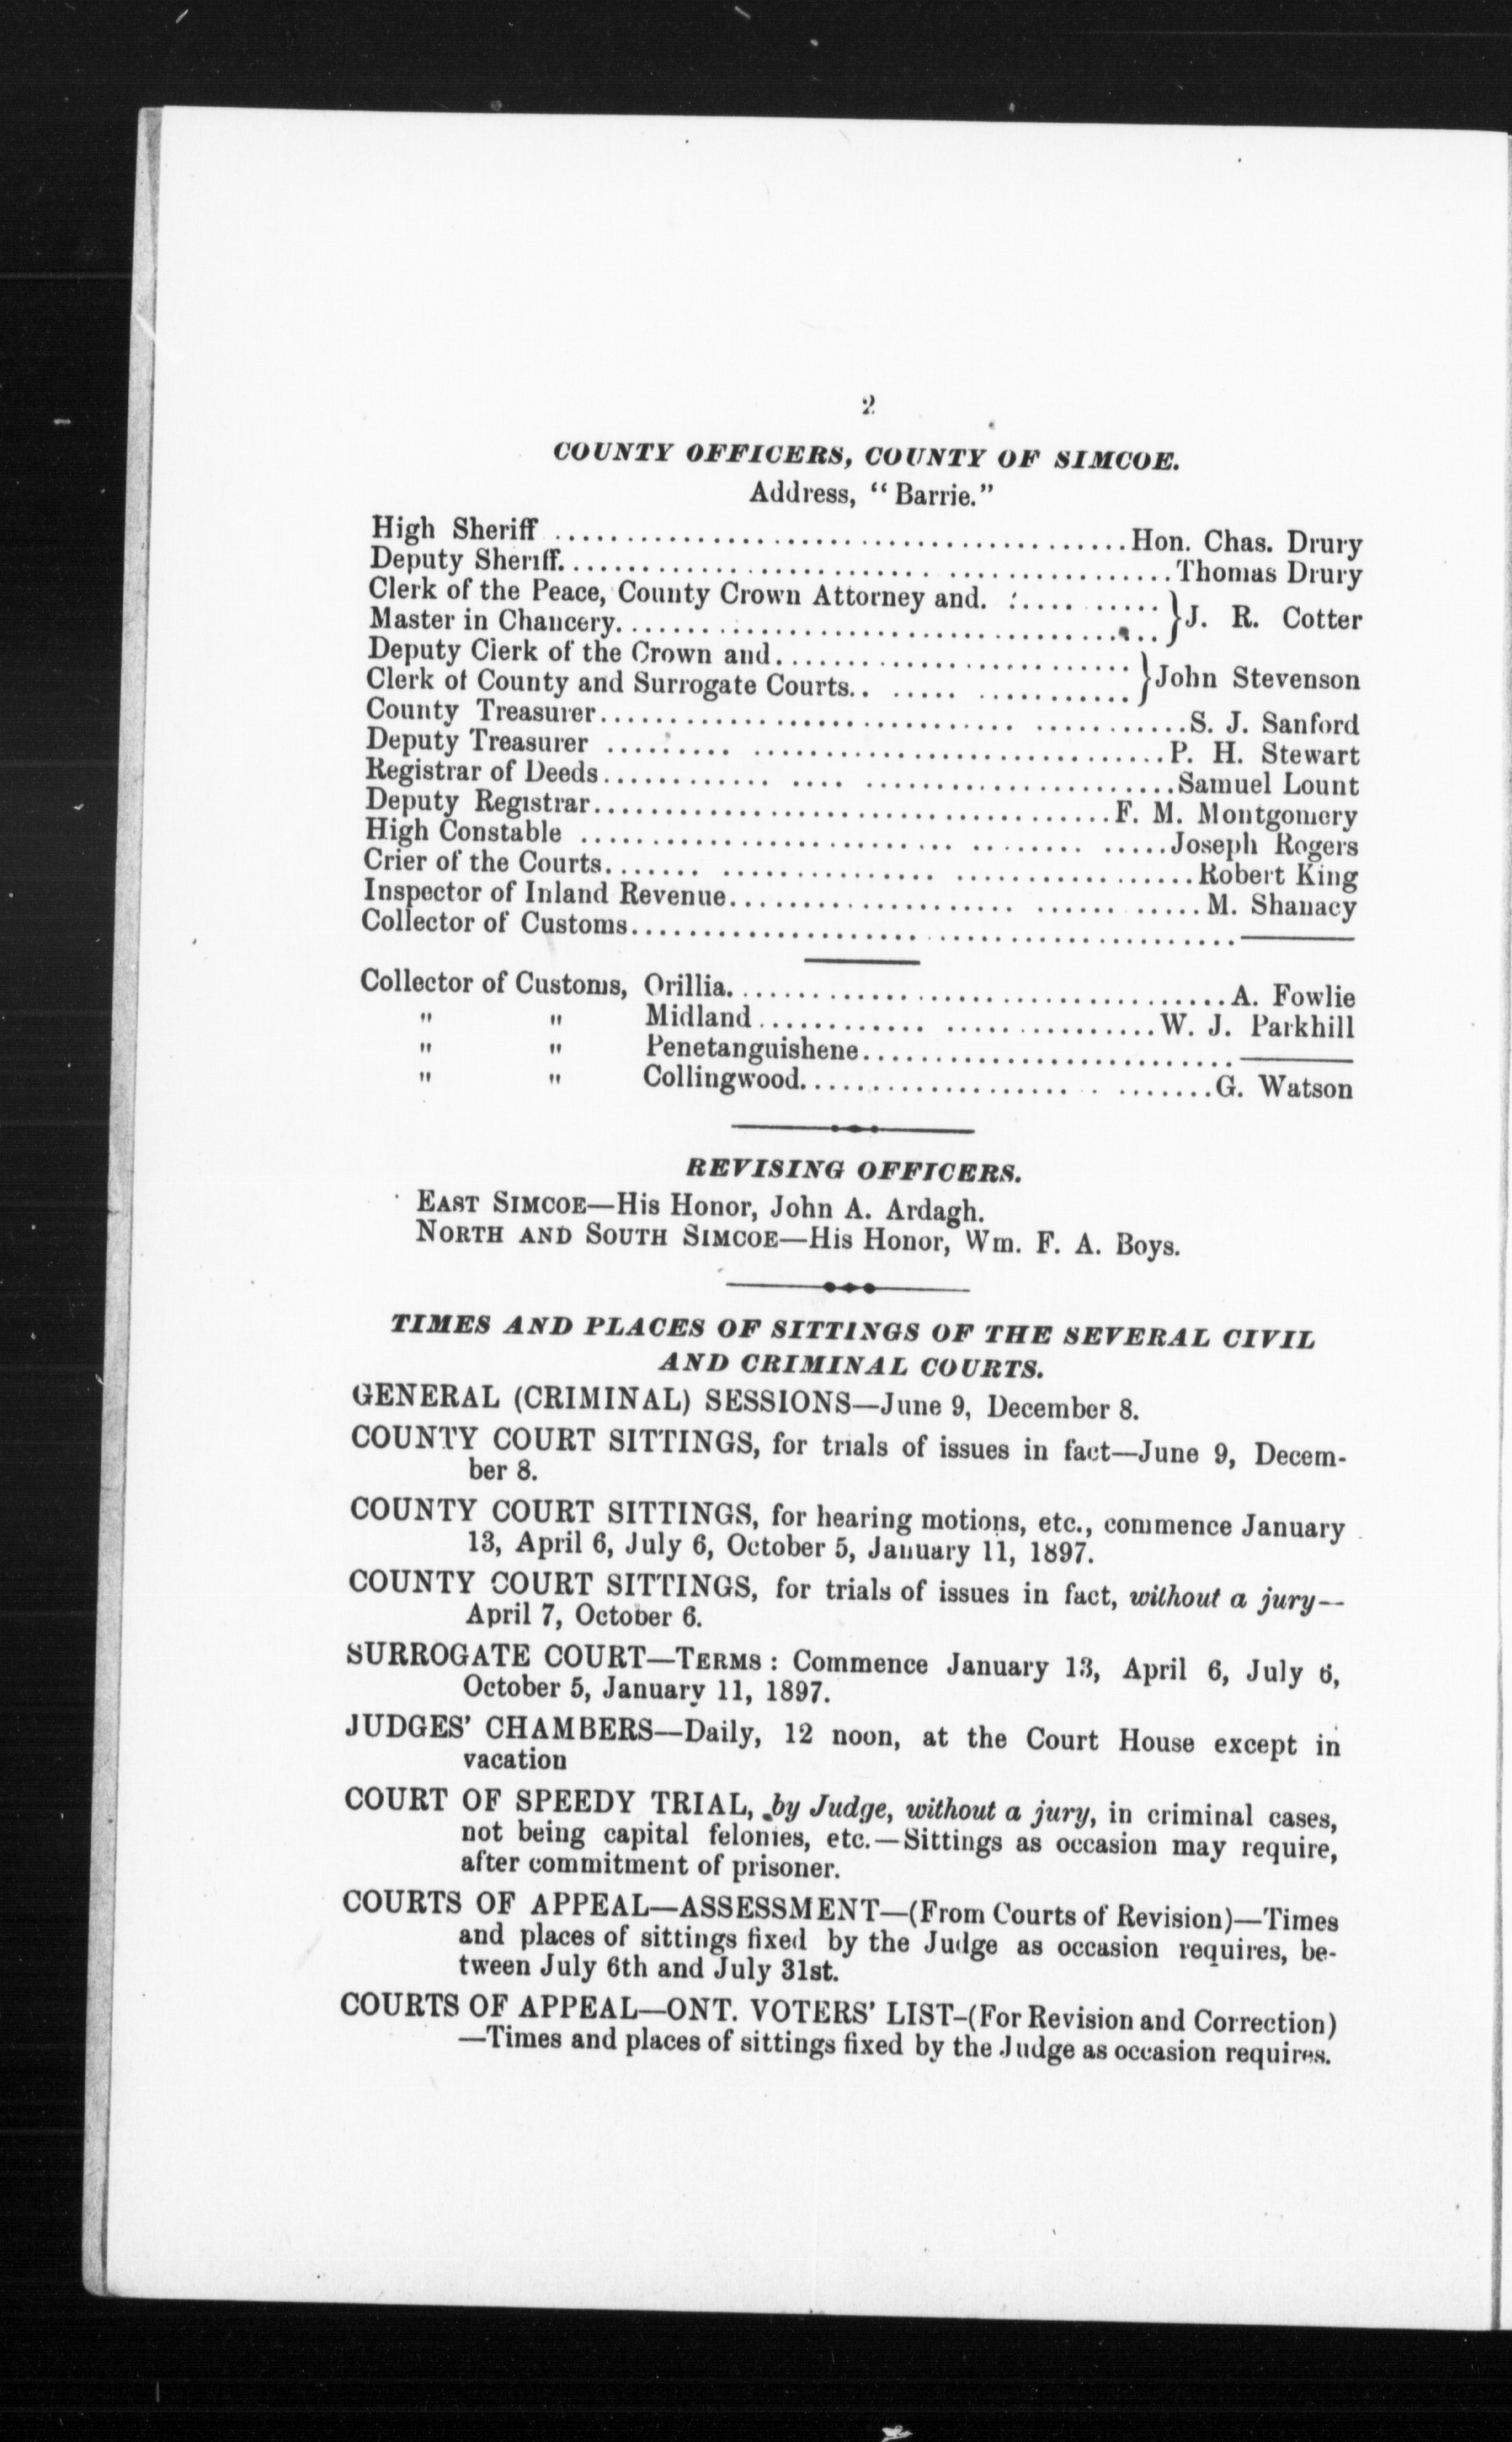 2
COUNTY OFFICERS, COUNTY OF SIMCOE.
Address, "Barrie."
High Sheriff ........................................Hon. Chas. Drury
Deputy Sheriff........................................Thomas Drury
Clerk of the Peace, County Crown Attorney and. :.... ..... } J. R. Cotter
Master in Chancery........................................
Deputy Clerk of the Crown and......................... } John Stevenson
Clerk of County and Surrogate Courts.. ...... ............
County Treasurer............................. ...........S. J. Sanford
Deputy Treasurer ......... .............................P. H. Stewart
Registrar of Deeds............ .... ......................Samuel Lount
Deputy Registrar....................................F. M. Montgomery
High Constable .......................... ........ .....Joseph Rogers
Crier of the Courts....... ............... .................Robert King
Inspector of Inland Revenue.................... ...... .....M. Shanacy
Collector of Customs..........................................———
Collector of Customs, Orillia...................................A. Fowlie
" " Midland............ ...............W. J. Parkhill
" " Penetanguishene..........................———
" " Collingwood.................... . .......G. Watson
REVISING OFFICERS.
EAST SIMCOE—His Honor, John A. Ardagh.
NORTH AND SOUTH SIMCOE—His Honor, Wm. F. A. Boys.
TIMES AND PLACES OF SITTINGS OF THE SEVERAL CIVIL
AND CRIMINAL COURTS.
GENERAL (CRIMINAL) SESSIONS—June 9, December 8.
COUNTY COURT SITTINGS, for trials of issues in fact—June 9, Decem-
ber 8.
COUNTY COURT SITTINGS, for hearing motions, etc., commence January
13, April 6, July 6, October 5, January 11, 1897.
COUNTY COURT SITTINGS, for trials of issues in fact, without a jury—
April 7, October 6.
SURROGATE COURT—TERMS: Commence January 13, April 6, July 6,
October 5, January 11, 1897.
JUDGES' CHAMBERS—Daily, 12 noon, at the Court House except in
vacation
COURT OF SPEEDY TRIAL, by Judge, without a jury, in criminal cases,
not being capital felonies, etc.—Sittings as occasion may require,
after commitment of prisoner.
COURTS OF APPEAL—ASSESSMENT—(From Courts of Revision)—Times
and places of sittings fixed by the Judge as occasion requires, be-
tween July 6th and July 31st.
COURTS OF APPEAL—ONT. VOTERS' LIST-(For Revision and Correction)
—Times and places of sittings fixed by the Judge as occasion requires.